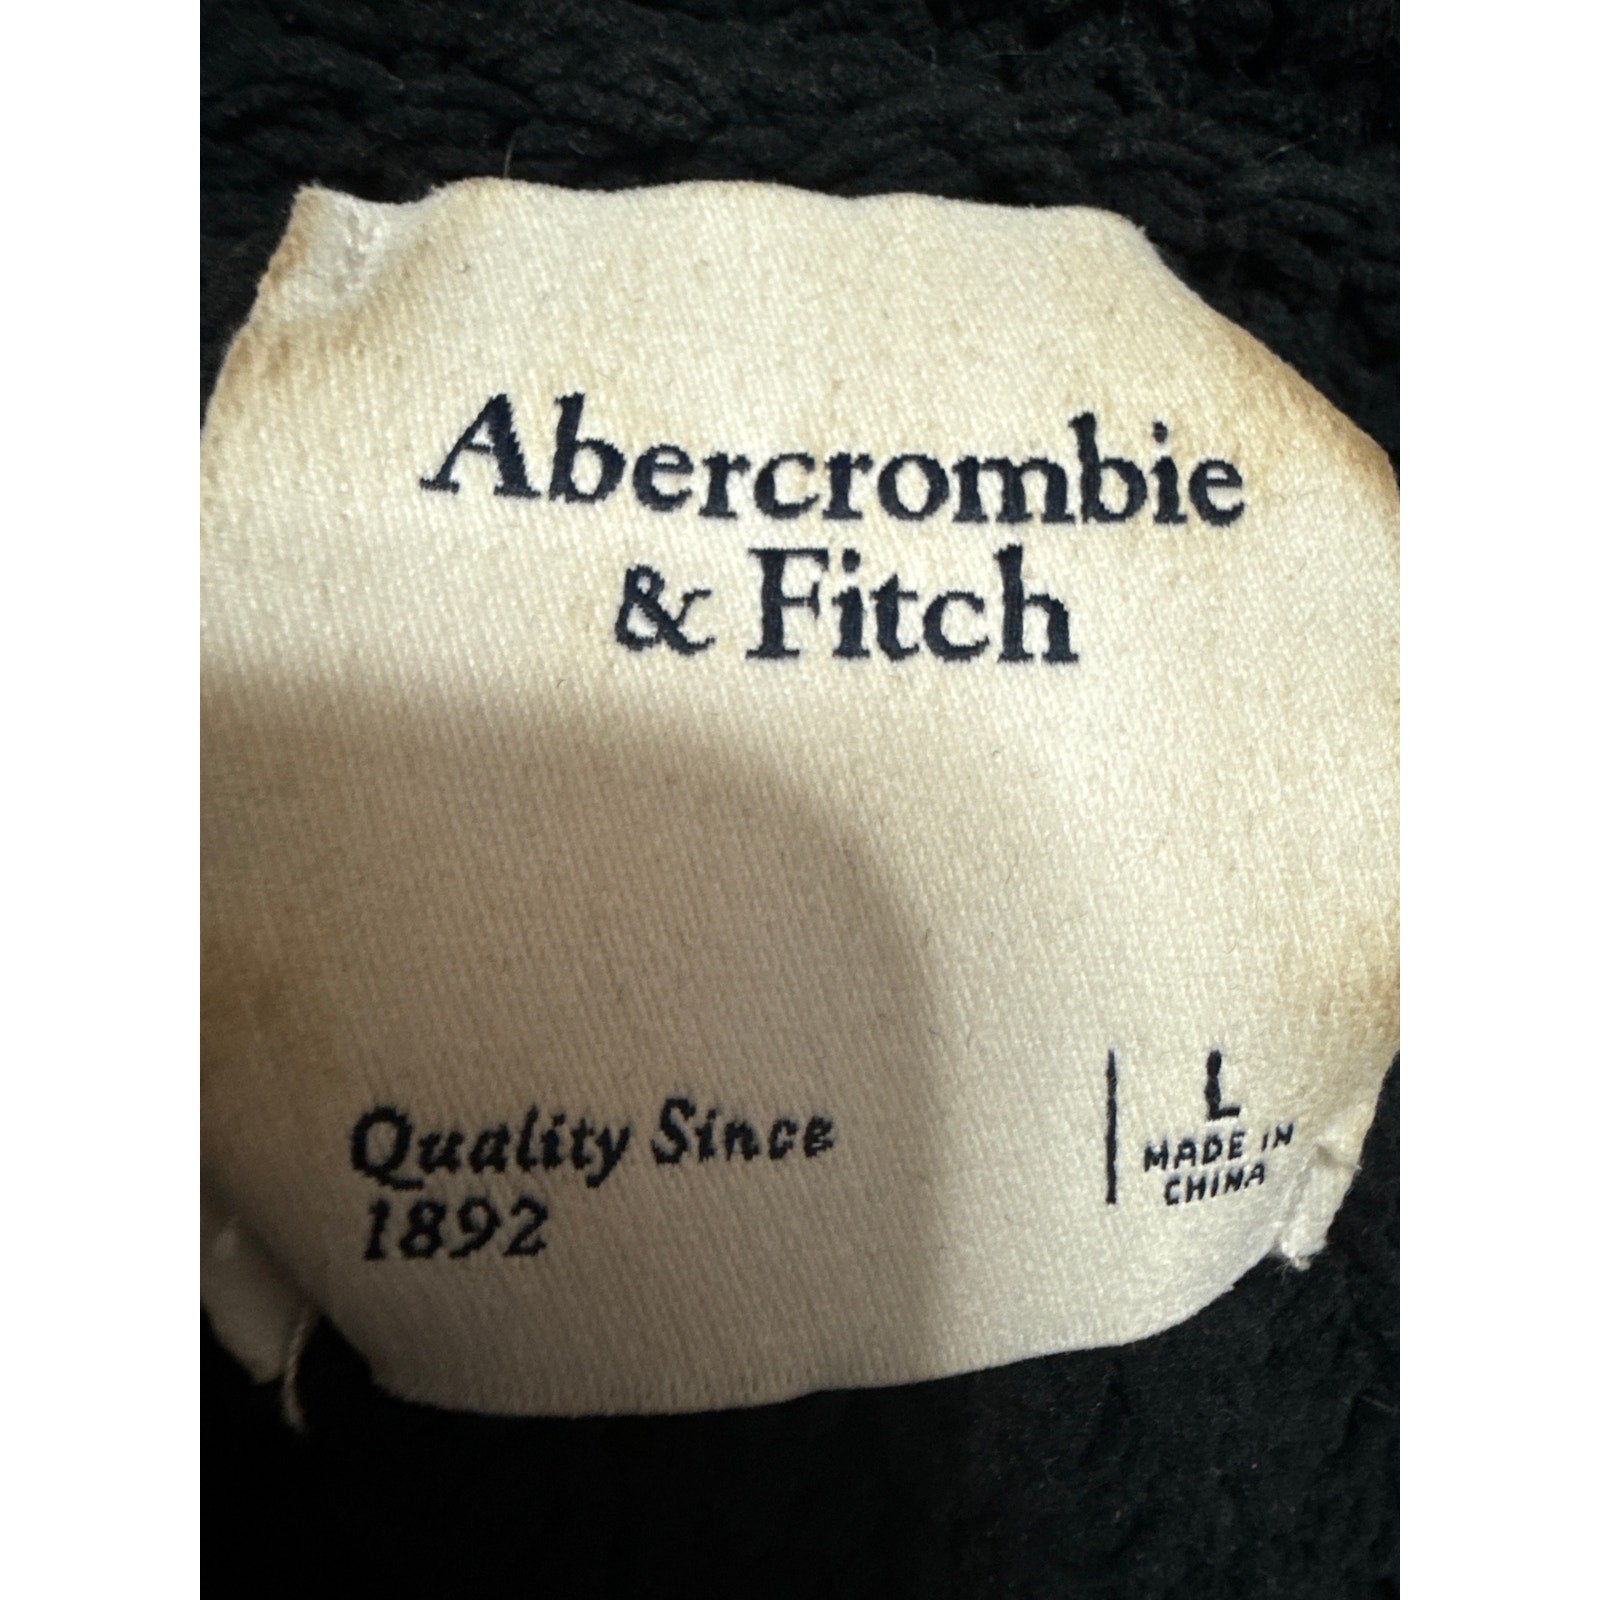 Abercrombie
& Fitch
Quality Since
1892
L
MADE IN
CHINA